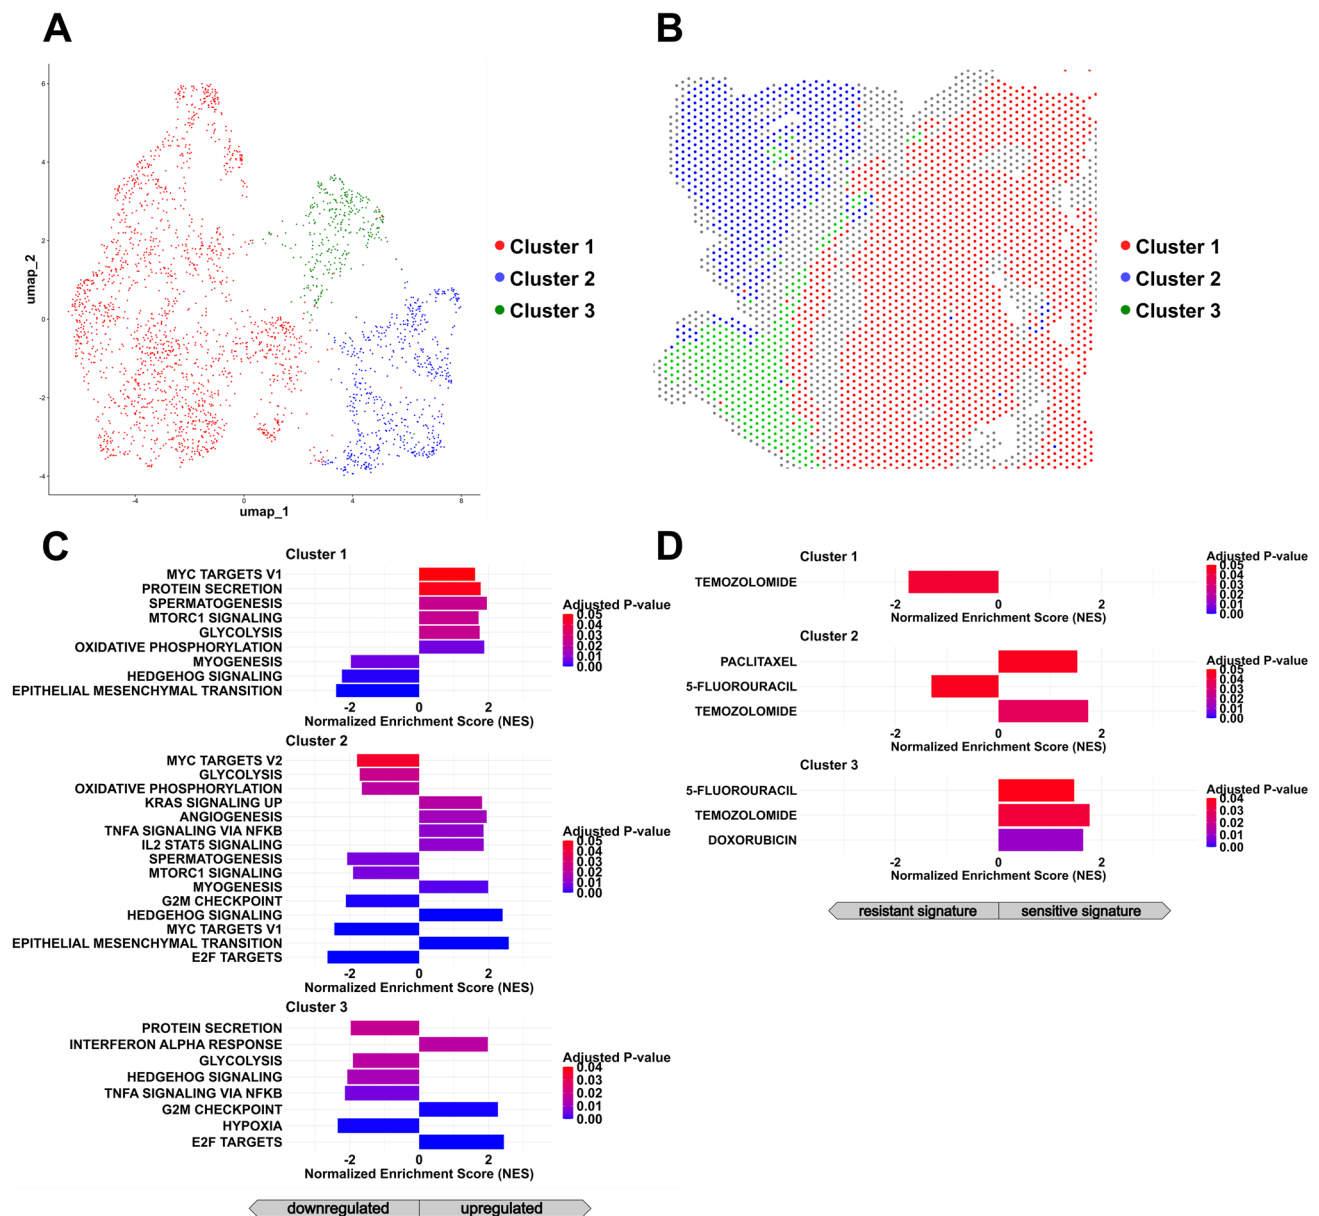 A
B
6
4
2
0
-2
-4
umap_2
-4
0
4
8
umap_1
Cluster 1
Cluster 2
Cluster 3
Cluster 1
Cluster 2
Cluster 3
C
Cluster 1
MYC TARGETS V1
PROTEIN SECRETION
SPERMATOGENESIS
MTORC1 SIGNALING
GLYCOLYSIS
OXIDATIVE PHOSPHORYLATION
MYOGENESIS
HEDGEHOG SIGNALING
EPITHELIAL MESENCHYMAL TRANSITION
-2 0 2
Normalized Enrichment Score (NES)
Adjusted P-value
0.05
0.04
0.03
0.02
0.01
0.00
Cluster 2
MYC TARGETS V2
GLYCOLYSIS
OXIDATIVE PHOSPHORYLATION
KRAS SIGNALING UP
ANGIOGENESIS
TNFA SIGNALING VIA NFKB
IL2 STAT5 SIGNALING
SPERMATOGENESIS
MTORC1 SIGNALING
MYOGENESIS
G2M CHECKPOINT
HEDGEHOG SIGNALING
MYC TARGETS V1
EPITHELIAL MESENCHYMAL TRANSITION
E2F TARGETS
-2 0 2
Normalized Enrichment Score (NES)
Adjusted P-value
0.05
0.04
0.03
0.02
0.01
0.00
Cluster 3
PROTEIN SECRETION
INTERFERON ALPHA RESPONSE
GLYCOLYSIS
HEDGEHOG SIGNALING
TNFA SIGNALING VIA NFKB
G2M CHECKPOINT
HYPOXIA
E2F TARGETS
-2 0 2
Normalized Enrichment Score (NES)
Adjusted P-value
0.04
0.03
0.02
0.01
0.00
downregulated upregulated
D
Cluster 1
TEMOZOLOMIDE
-2 0 2
Normalized Enrichment Score (NES)
Adjusted P-value
0.05
0.04
0.03
0.02
0.01
0.00
Cluster 2
PACLITAXEL
5-FLUOROURACIL
TEMOZOLOMIDE
-2 0 2
Normalized Enrichment Score (NES)
Adjusted P-value
0.05
0.04
0.03
0.02
0.01
0.00
Cluster 3
5-FLUOROURACIL
TEMOZOLOMIDE
DOXORUBICIN
-2 0 2
Normalized Enrichment Score (NES)
Adjusted P-value
0.04
0.03
0.02
0.01
0.00
resistant signature sensitive signature